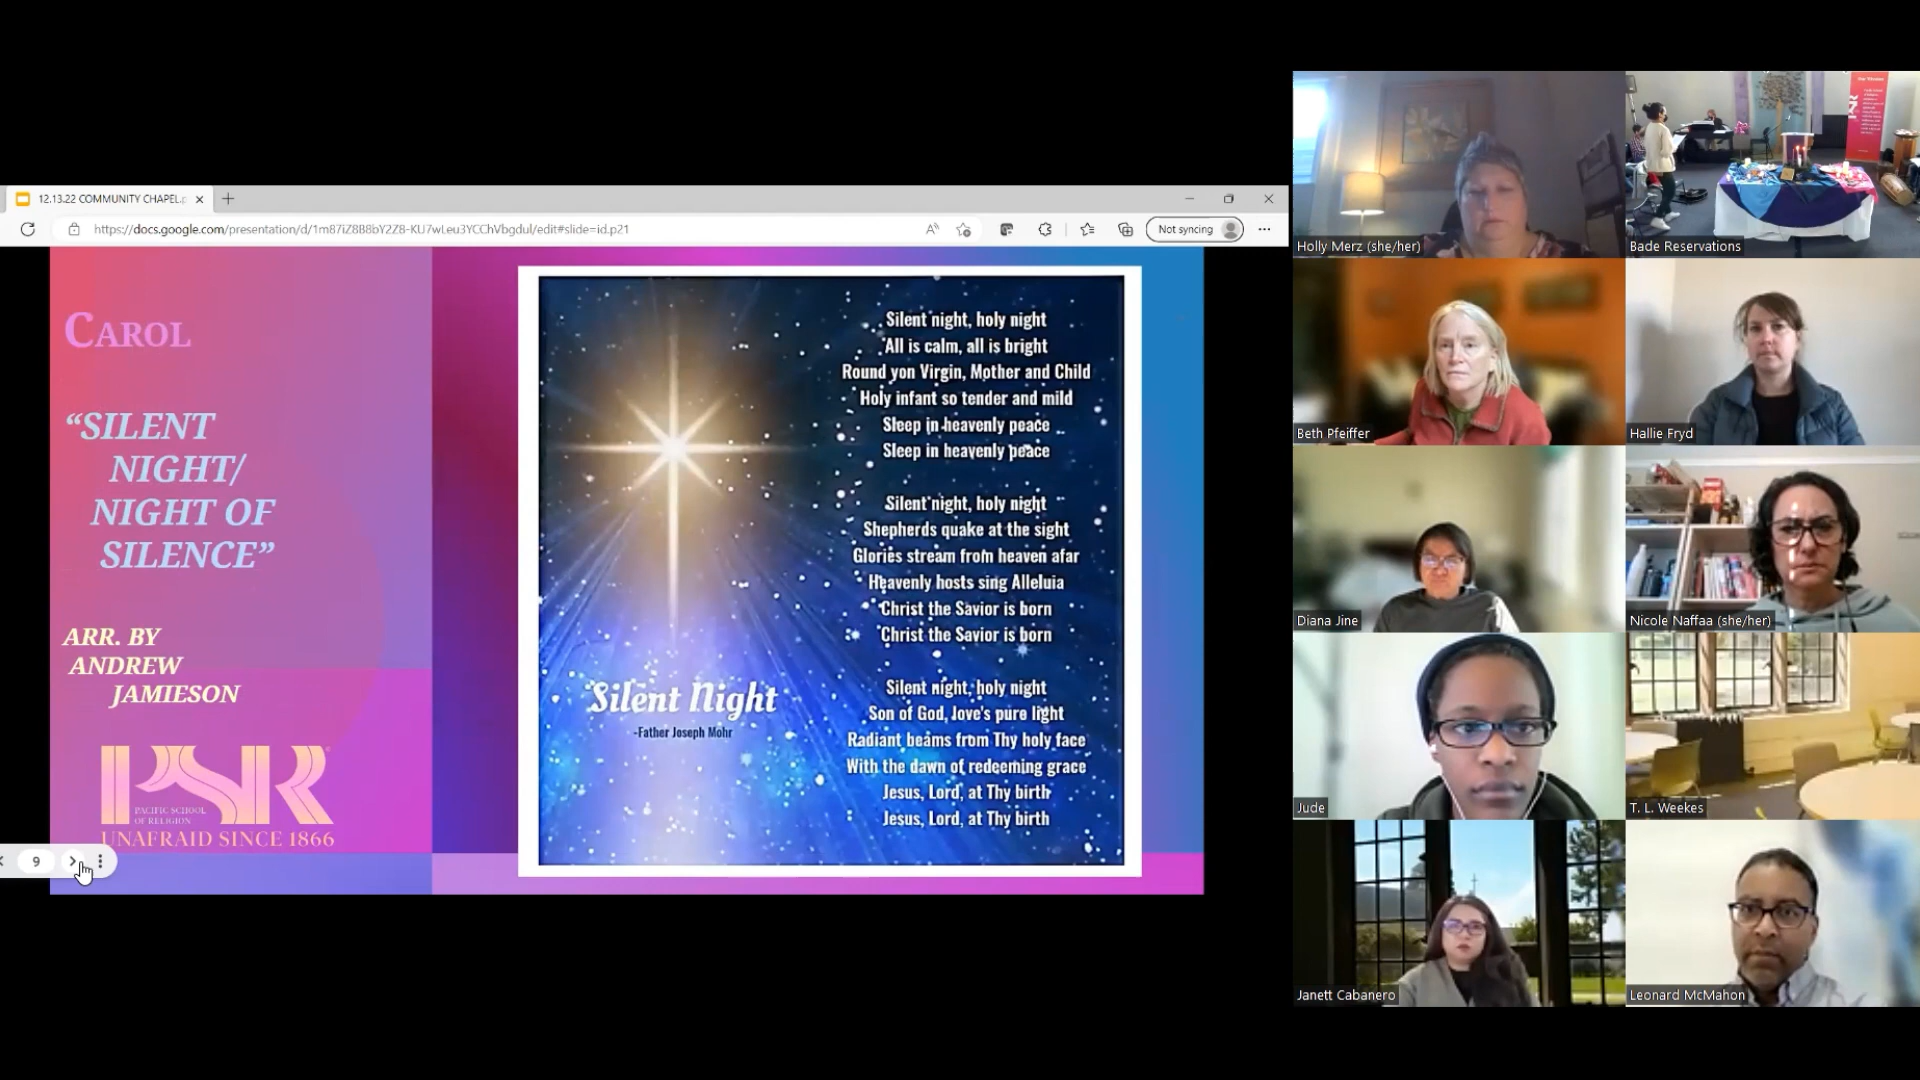 12.13.22 COMMUNITY CHAPEL.p
https://docs.google.com/presentation/d/1m87iZ8B8bY2Z8-KU7wLeu3YCChVbgduI/edit#slide=id.p21
Not syncing
CAROL
“SILENT
NIGHT/
NIGHT OF
SILENCE”
ARR. BY
ANDREW
JAMIESON
PSR
PACIFIC SCHOOL
OF RELIGION
UNAFRAID SINCE 1866
9
Silent Night
-Father Joseph Mohr
Silent night, holy night
All is calm, all is bright
Round yon Virgin, Mother and Child
Holy infant so tender and mild
Sleep in heavenly peace
Sleep in heavenly peace
Silent night, holy night
Shepherds quake at the sight
Glories stream from heaven afar
Heavenly hosts sing Alleluia
Christ the Savior is born
Christ the Savior is born
Silent night, holy night
Son of God, love's pure light
Radiant beams from Thy holy face
With the dawn of redeeming grace
Jesus, Lord, at Thy birth
Jesus, Lord, at Thy birth
Holly Merz (she/her)
Bade Reservations
Beth Pfeiffer
Hallie Fryd
Diana Jine
Nicole Naffaa (she/her)
Jude
T. L. Weekes
Janett Cabanero
Leonard McMahon